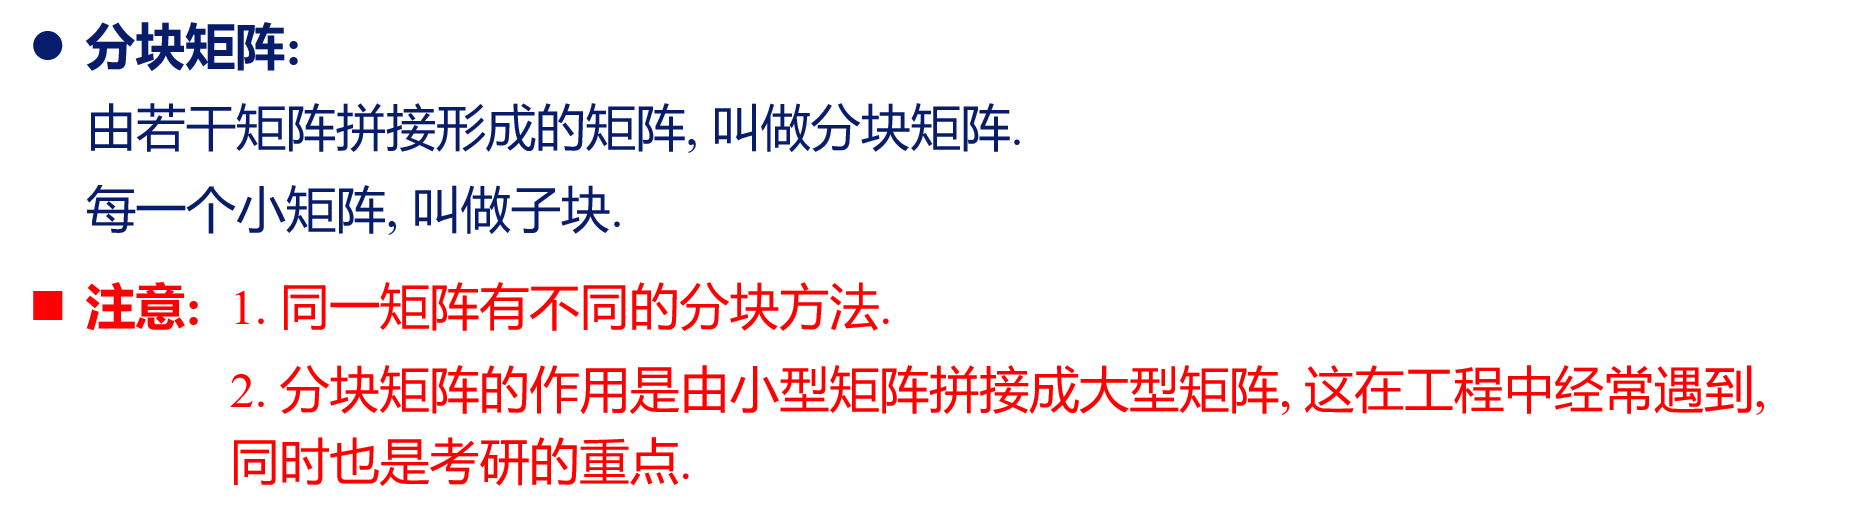 ● 分块矩阵:
由若干矩阵拼接形成的矩阵, 叫做分块矩阵.
每一个小矩阵, 叫做子块.
■ 注意: 1. 同一矩阵有不同的分块方法.
2. 分块矩阵的作用是由小型矩阵拼接成大型矩阵, 这在工程中经常遇到,
同时也是考研的重点.